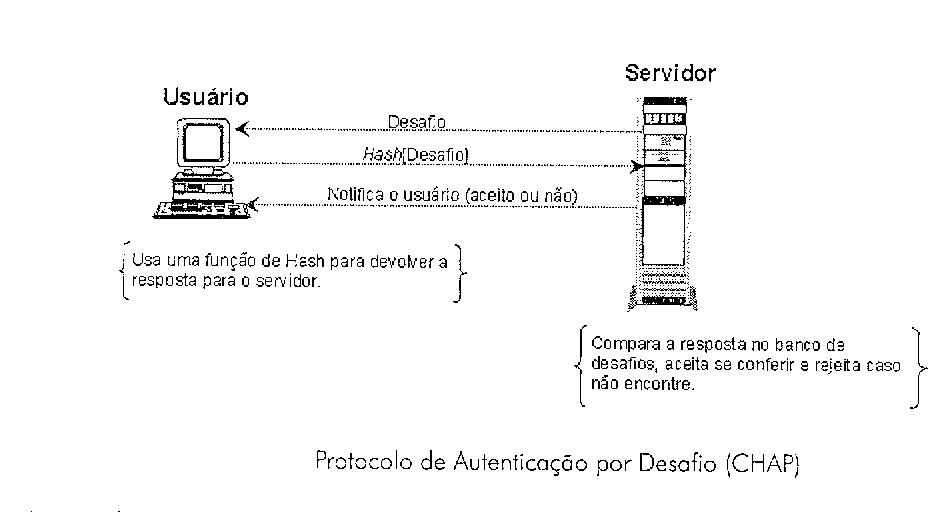 Servidor
Usuário
Desafio
Hash(Desafio)
Notifica o usuário (aceito ou não)
Usa uma função de Hash para devolver a
resposta para o servidor.
Compara a resposta no banco de
desafios, aceita se conferir e rejeita caso
não encontre.
Protocolo de Autenticação por Desafio (CHAP)